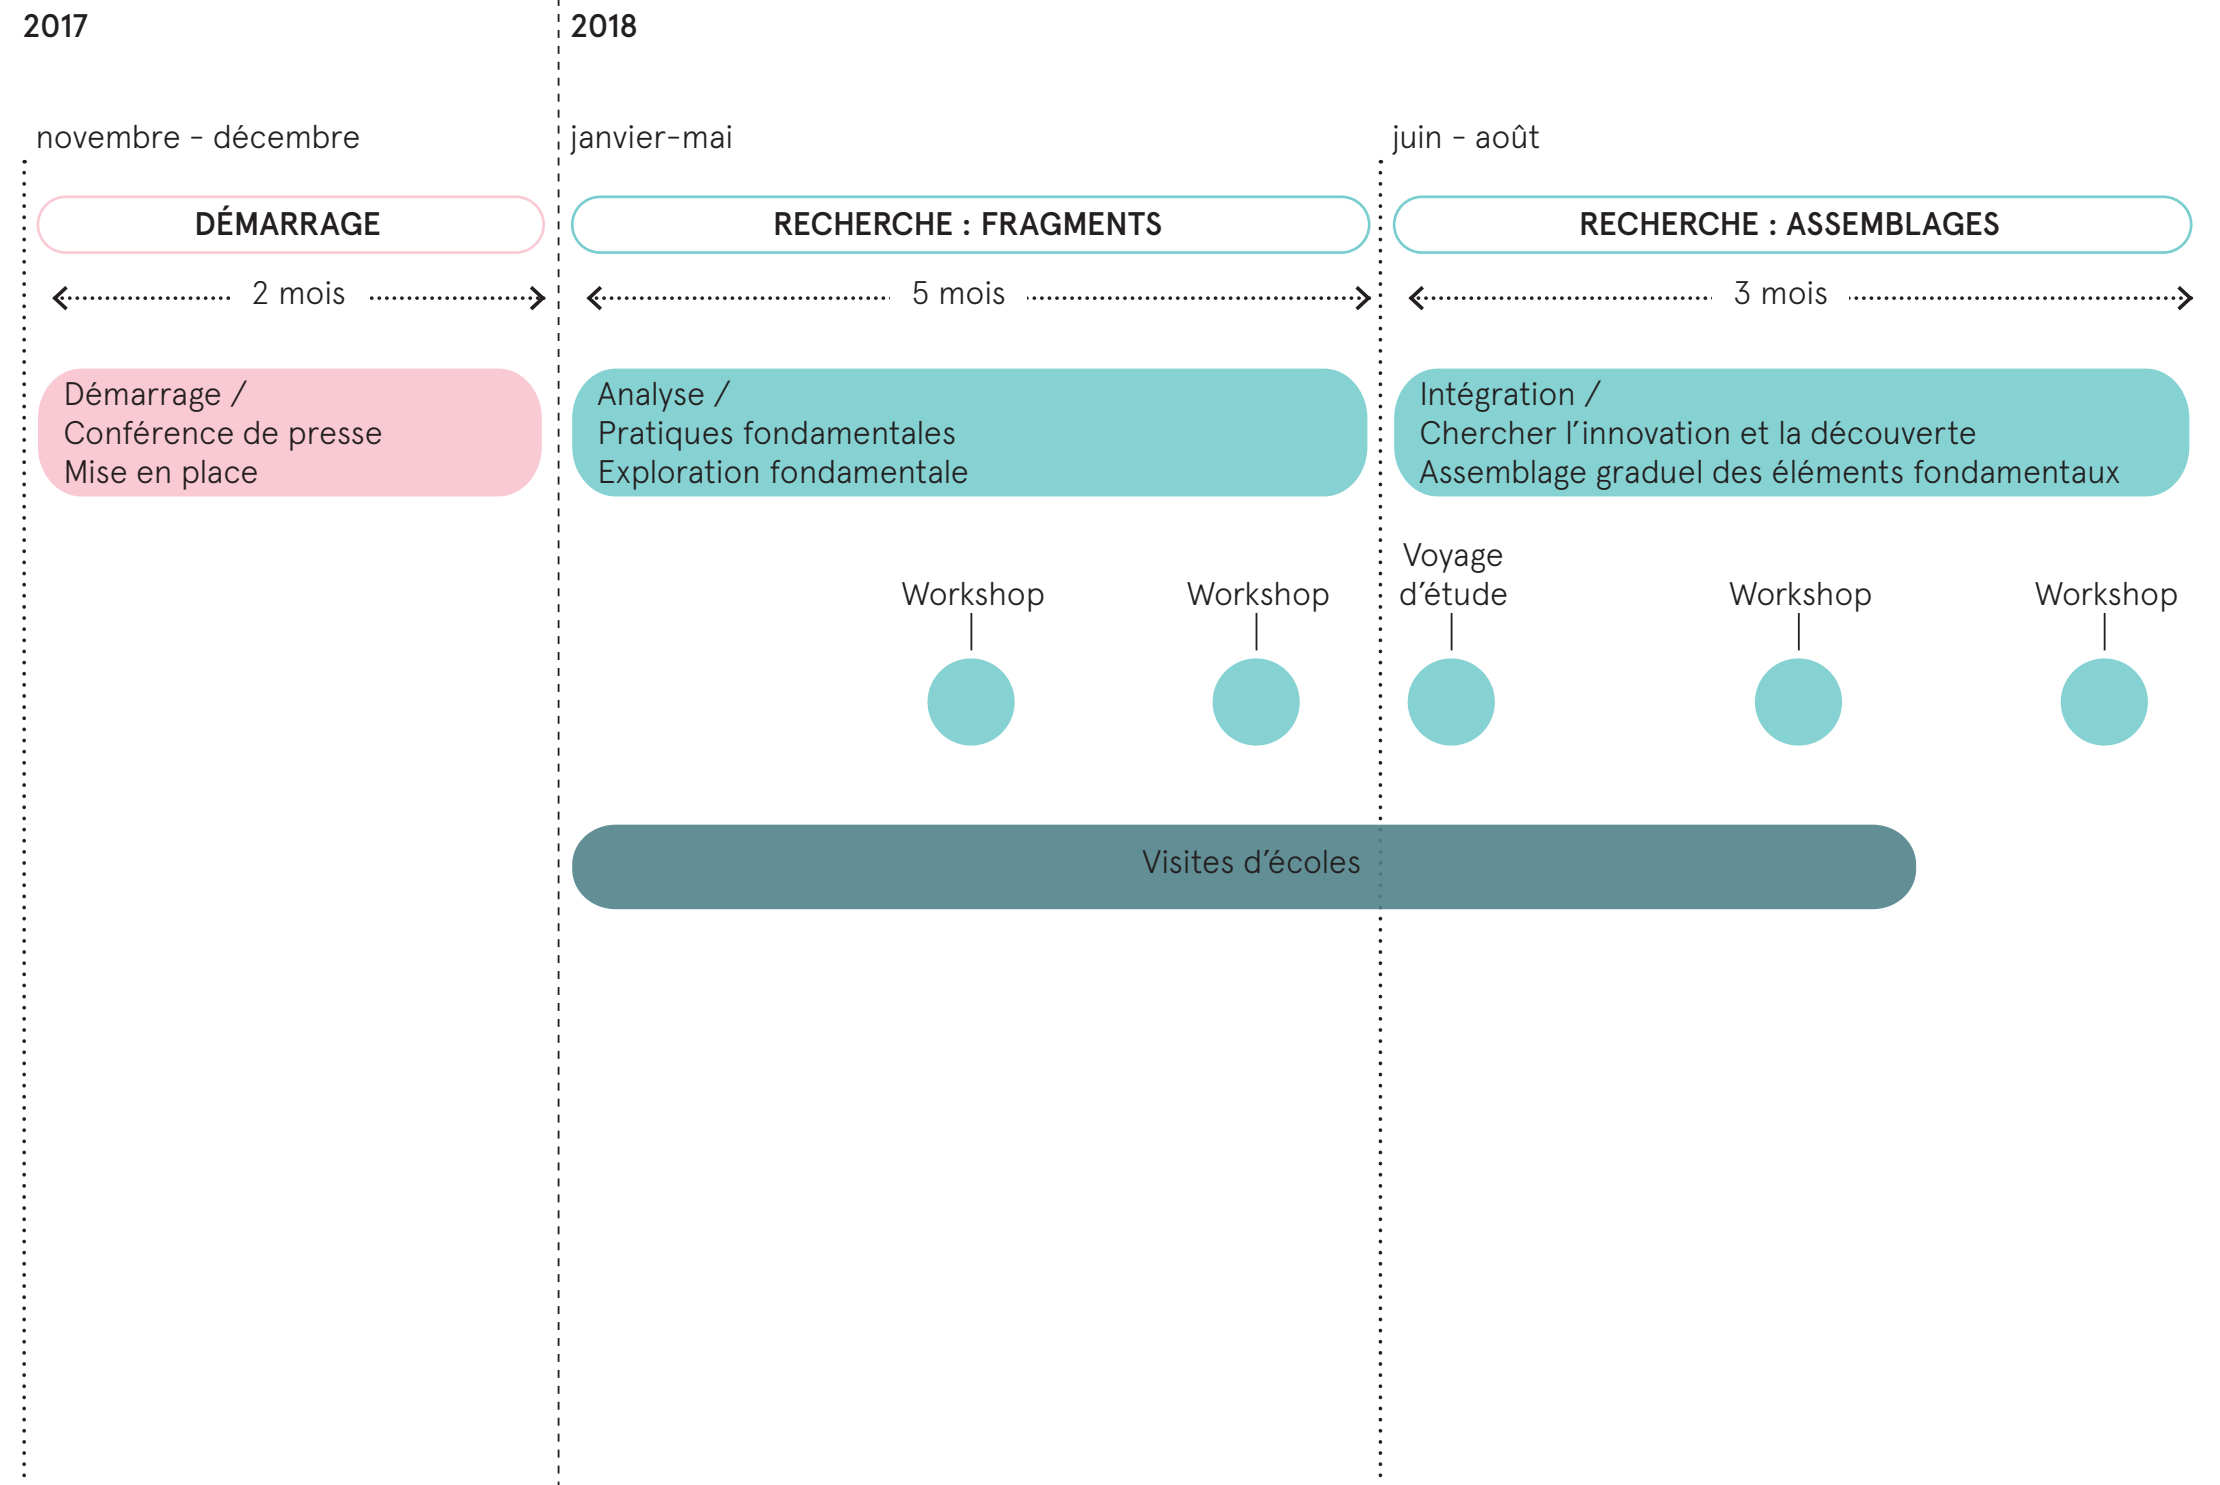 2017
2018
novembre - décembre
janvier-mai
juin - août
DÉMARRAGE
RECHERCHE : FRAGMENTS
RECHERCHE : ASSEMBLAGES
2 mois
5 mois
3 mois
Démarrage /
Conférence de presse
Mise en place
Analyse /
Pratiques fondamentales
Exploration fondamentale
Intégration /
Chercher l’innovation et la découverte
Assemblage graduel des éléments fondamentaux
Workshop
Workshop
Voyage
d’étude
Workshop
Workshop
Visites d’écoles